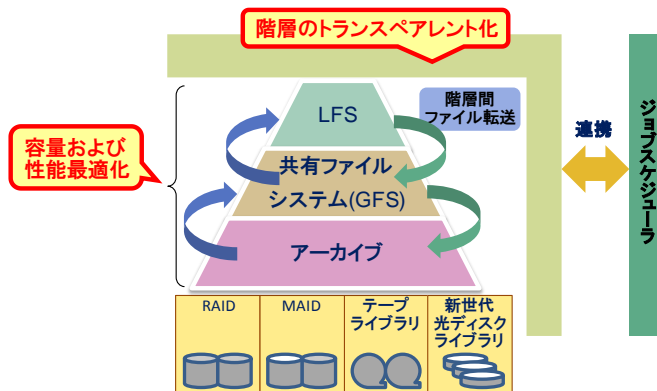 階層のトランスペアレント化
LFS
階層間
ファイル転送
容量および
性能最適化
共有ファイル
システム(GFS)
アーカイブ
連携
ジョブスケジューラ
RAID
MAID
テープ
ライブラリ
新世代
光ディスク
ライブラリ